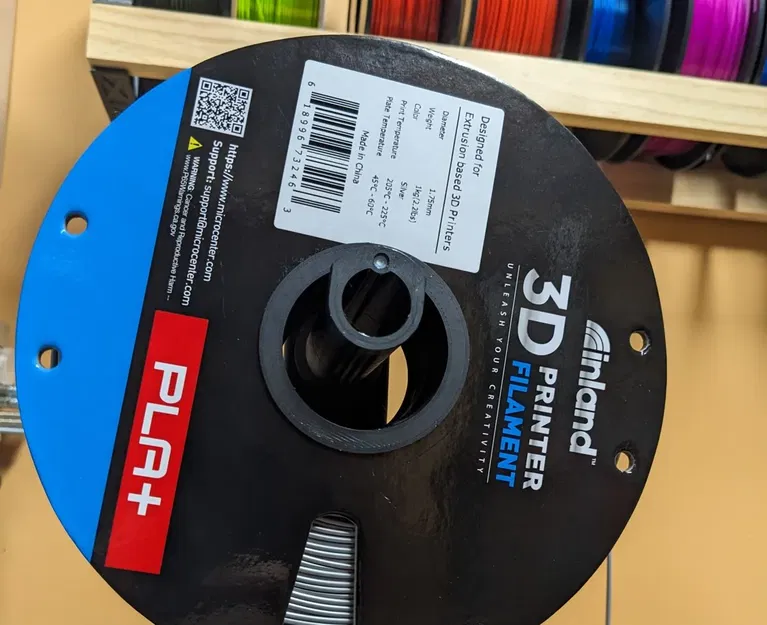 https://www.microcenter.com
Support: support@microcenter.com
WARNING: Cancer and Reproductive Harm --
www.P65Warnings.ca.gov
Designed for
Extrusion based 3D Printers
Diameter 1.75mm
Weight 1kg(2.2lbs)
Color Silver
Print Temperature 205°C - 225°C
Plate Temperature 45°C - 60°C
Made in China
6 18996 73246 3
inland™
3D PRINTER
FILAMENT
UNLEASH YOUR CREATIVITY
PLA+